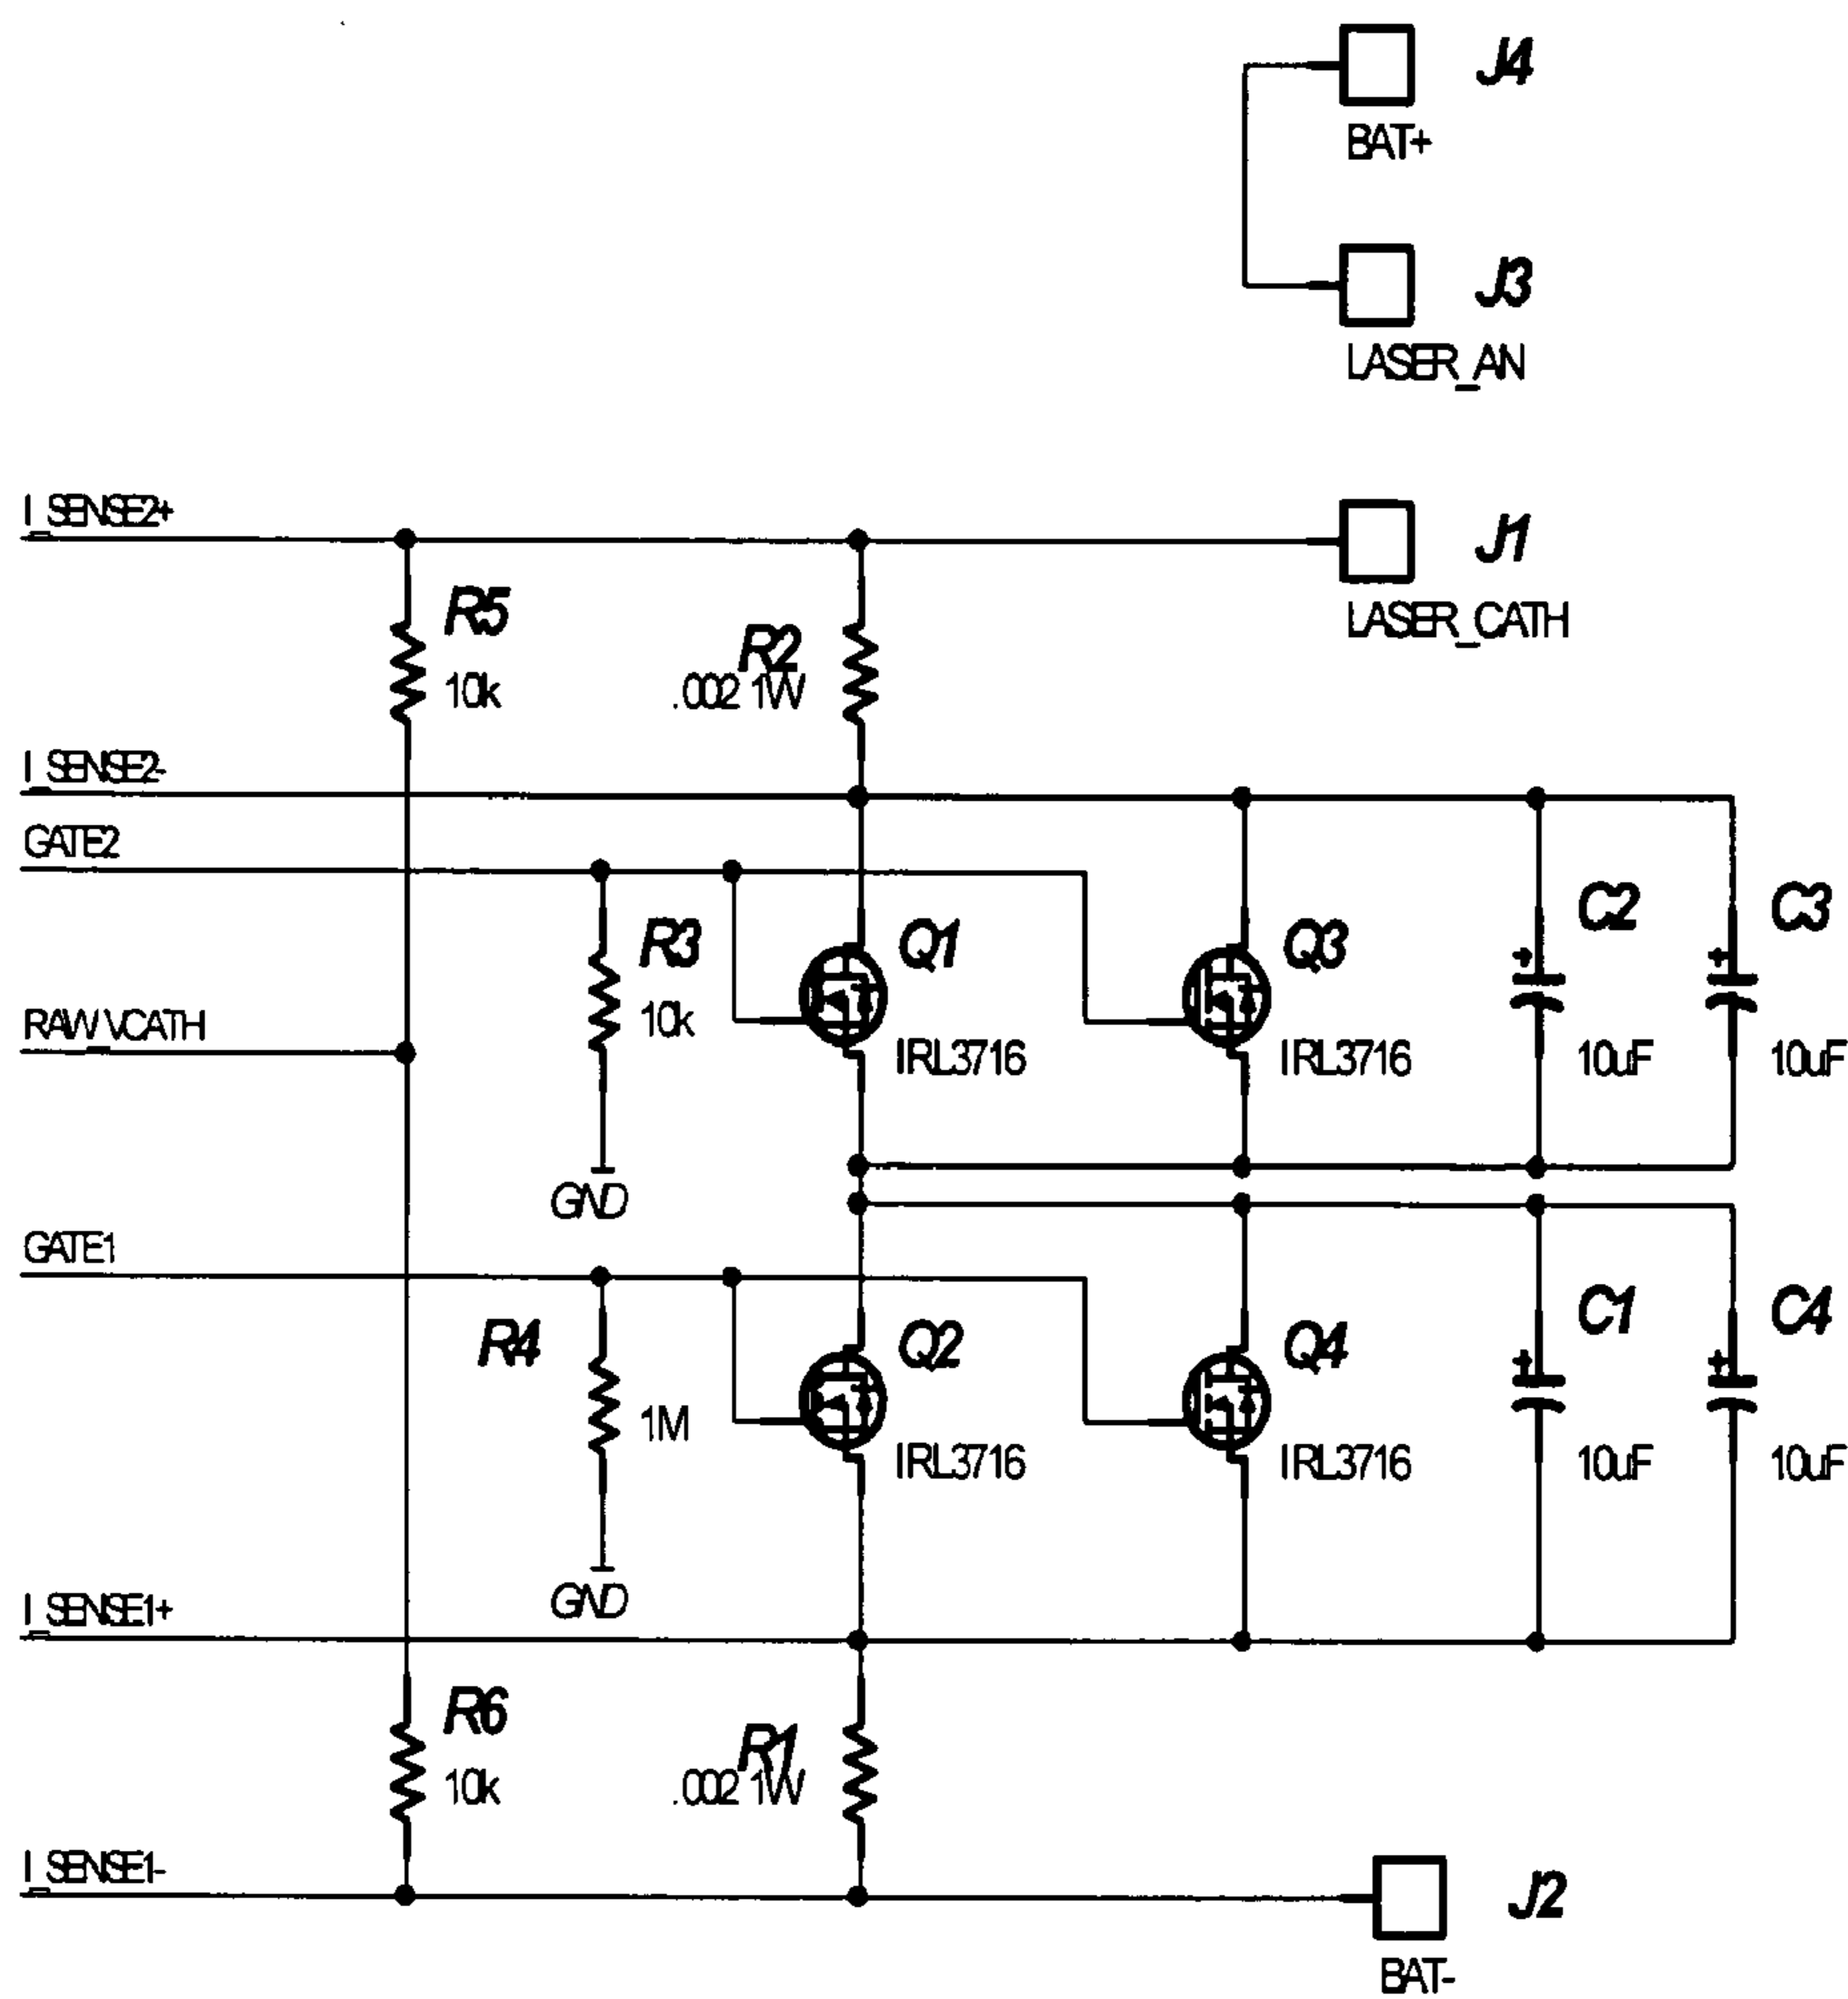 J4
BAT+
J3
LASER_AN
I_SENSE2+
J1
LASER_CATH
R5
10k
R2
.002 1W
I_SENSE2-
GATE2
C2
C3
R3
10k
Q1
Q3
RAW_VCATH
IRL3716
IRL3716
10uF
10uF
GND
GATE1
C1
C4
R4
1M
Q2
Q4
IRL3716
IRL3716
10uF
10uF
GND
I_SENSE1+
R6
10k
R1
.002 1W
I_SENSE1-
J2
BAT-